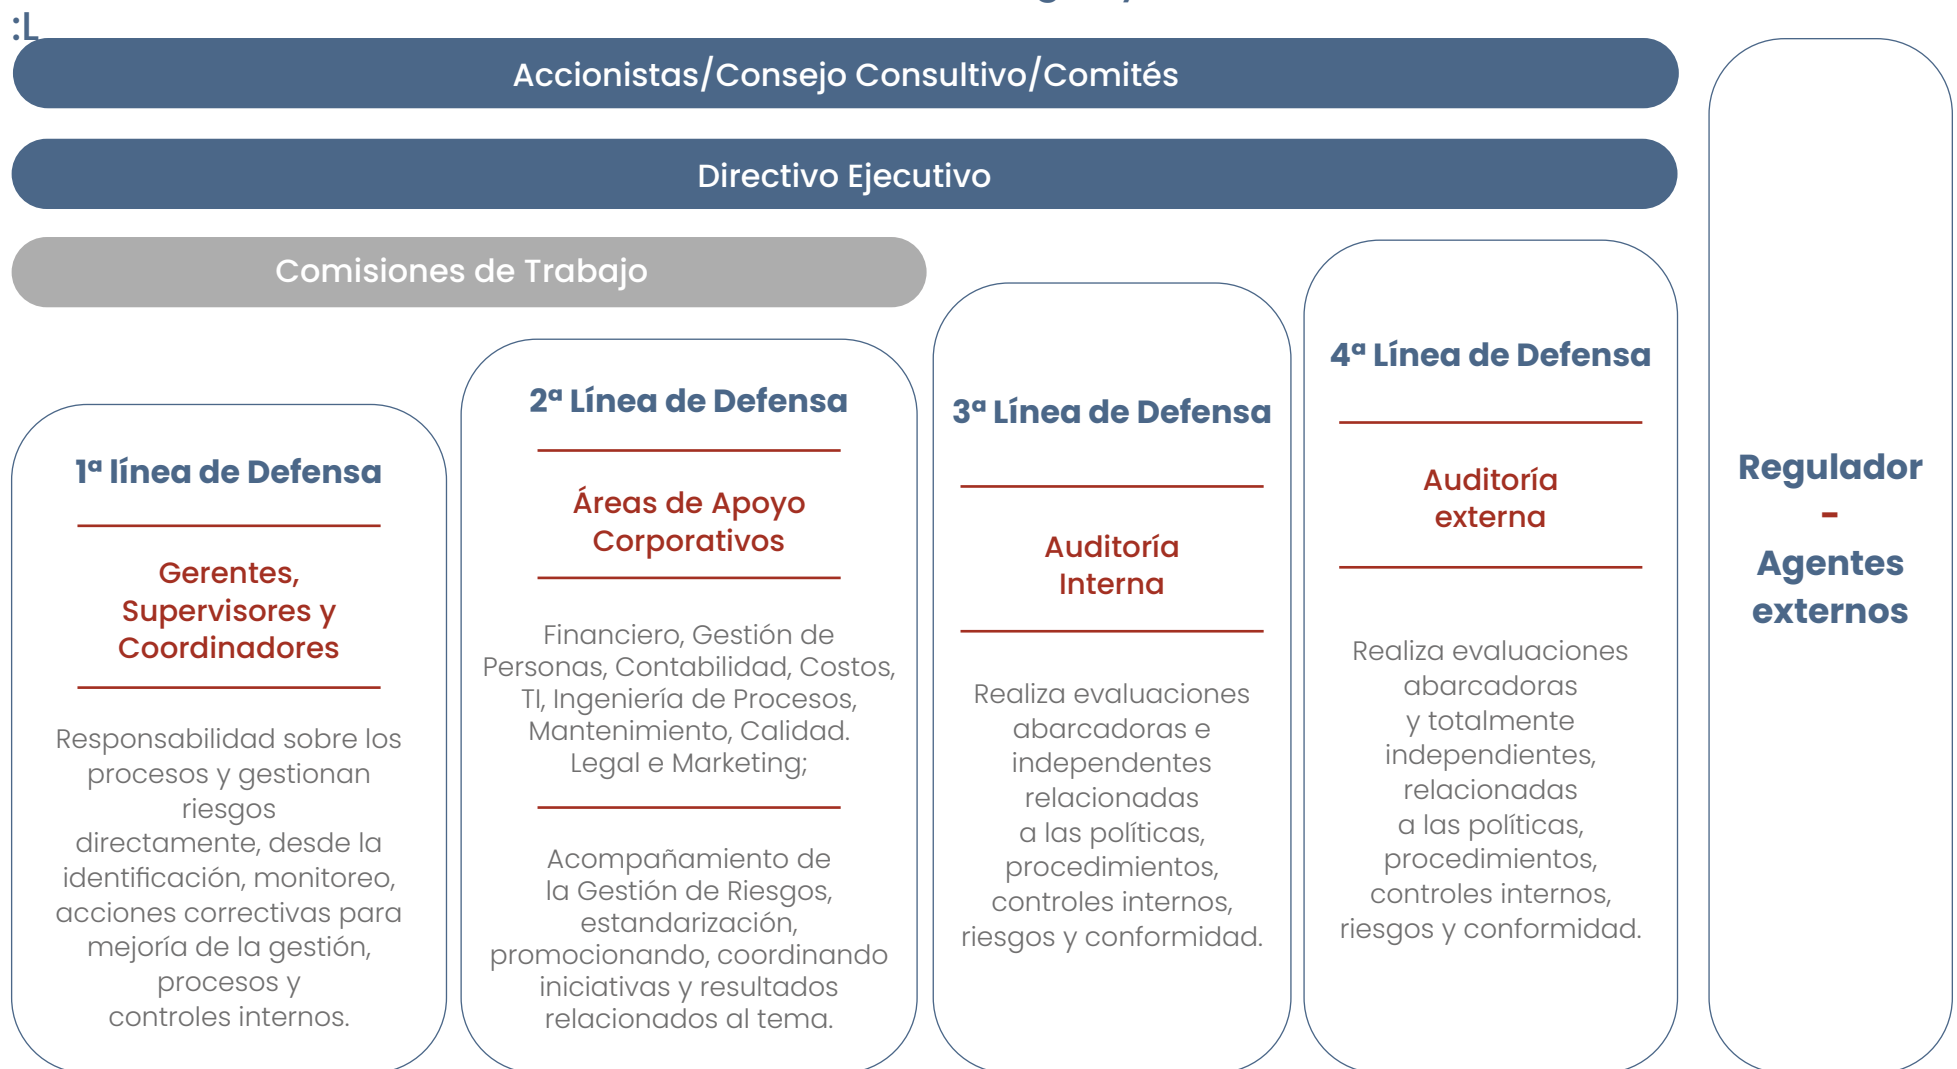 :L
Accionistas/Consejo Consultivo/Comités
Directivo Ejecutivo
Comisiones de Trabajo
1ª línea de Defensa
Gerentes,
Supervisores y
Coordinadores
Responsabilidad sobre los
procesos y gestionan
riesgos
directamente, desde la
identificación, monitoreo,
acciones correctivas para
mejoría de la gestión,
procesos y
controles internos.
2ª Línea de Defensa
Áreas de Apoyo
Corporativos
Financiero, Gestión de
Personas, Contabilidad, Costos,
TI, Ingeniería de Procesos,
Mantenimiento, Calidad.
Legal e Marketing;
Acompañamiento de
la Gestión de Riesgos,
estandarización,
promocionando, coordinando
iniciativas y resultados
relacionados al tema.
3ª Línea de Defensa
Auditoría
Interna
Realiza evaluaciones
abarcadoras e
independentes
relacionadas
a las políticas,
procedimientos,
controles internos,
riesgos y conformidad.
4ª Línea de Defensa
Auditoría
externa
Realiza evaluaciones
abarcadoras
y totalmente
independientes,
relacionadas
a las políticas,
procedimientos,
controles internos,
riesgos y conformidad.
Regulador
-
Agentes
externos